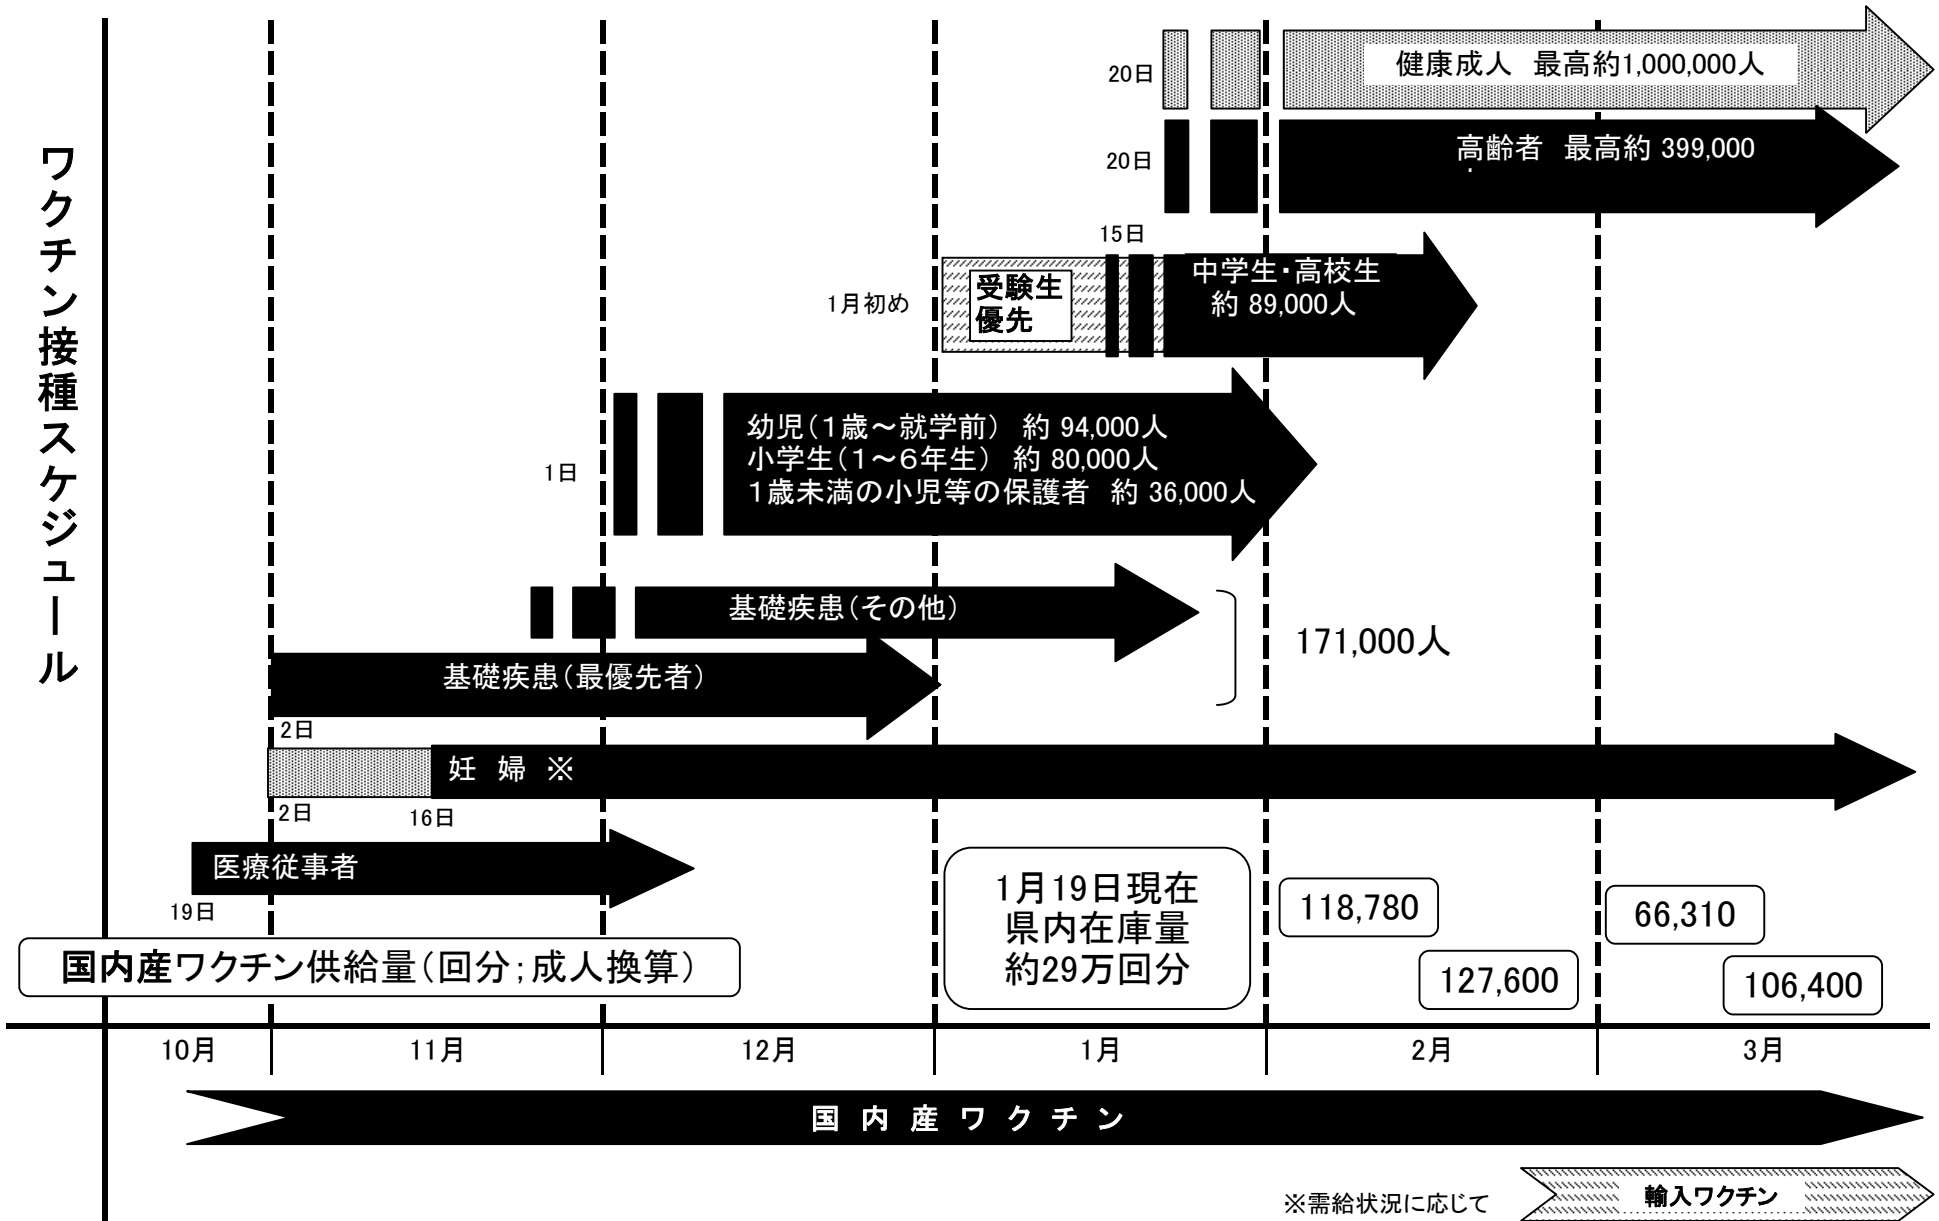 ワクチン接種スケジュール
20日
健康成人 最高約1,000,000人
20日
高齢者 最高約 399,000
15日
1月初め
受験生
優先
中学生・高校生
約 89,000人
1日
幼児（１歳～就学前） 約 94,000人
小学生（１～６年生） 約 80,000人
１歳未満の小児等の保護者 約 36,000人
基礎疾患（その他）
171,000人
基礎疾患（最優先者）
2日
妊 婦 ※
2日
16日
医療従事者
19日
1月19日現在
県内在庫量
約29万回分
118,780
127,600
66,310
106,400
国内産ワクチン供給量（回分；成人換算）
10月
11月
12月
1月
2月
3月
国 内 産 ワ ク チ ン
※需給状況に応じて
輸入ワクチン